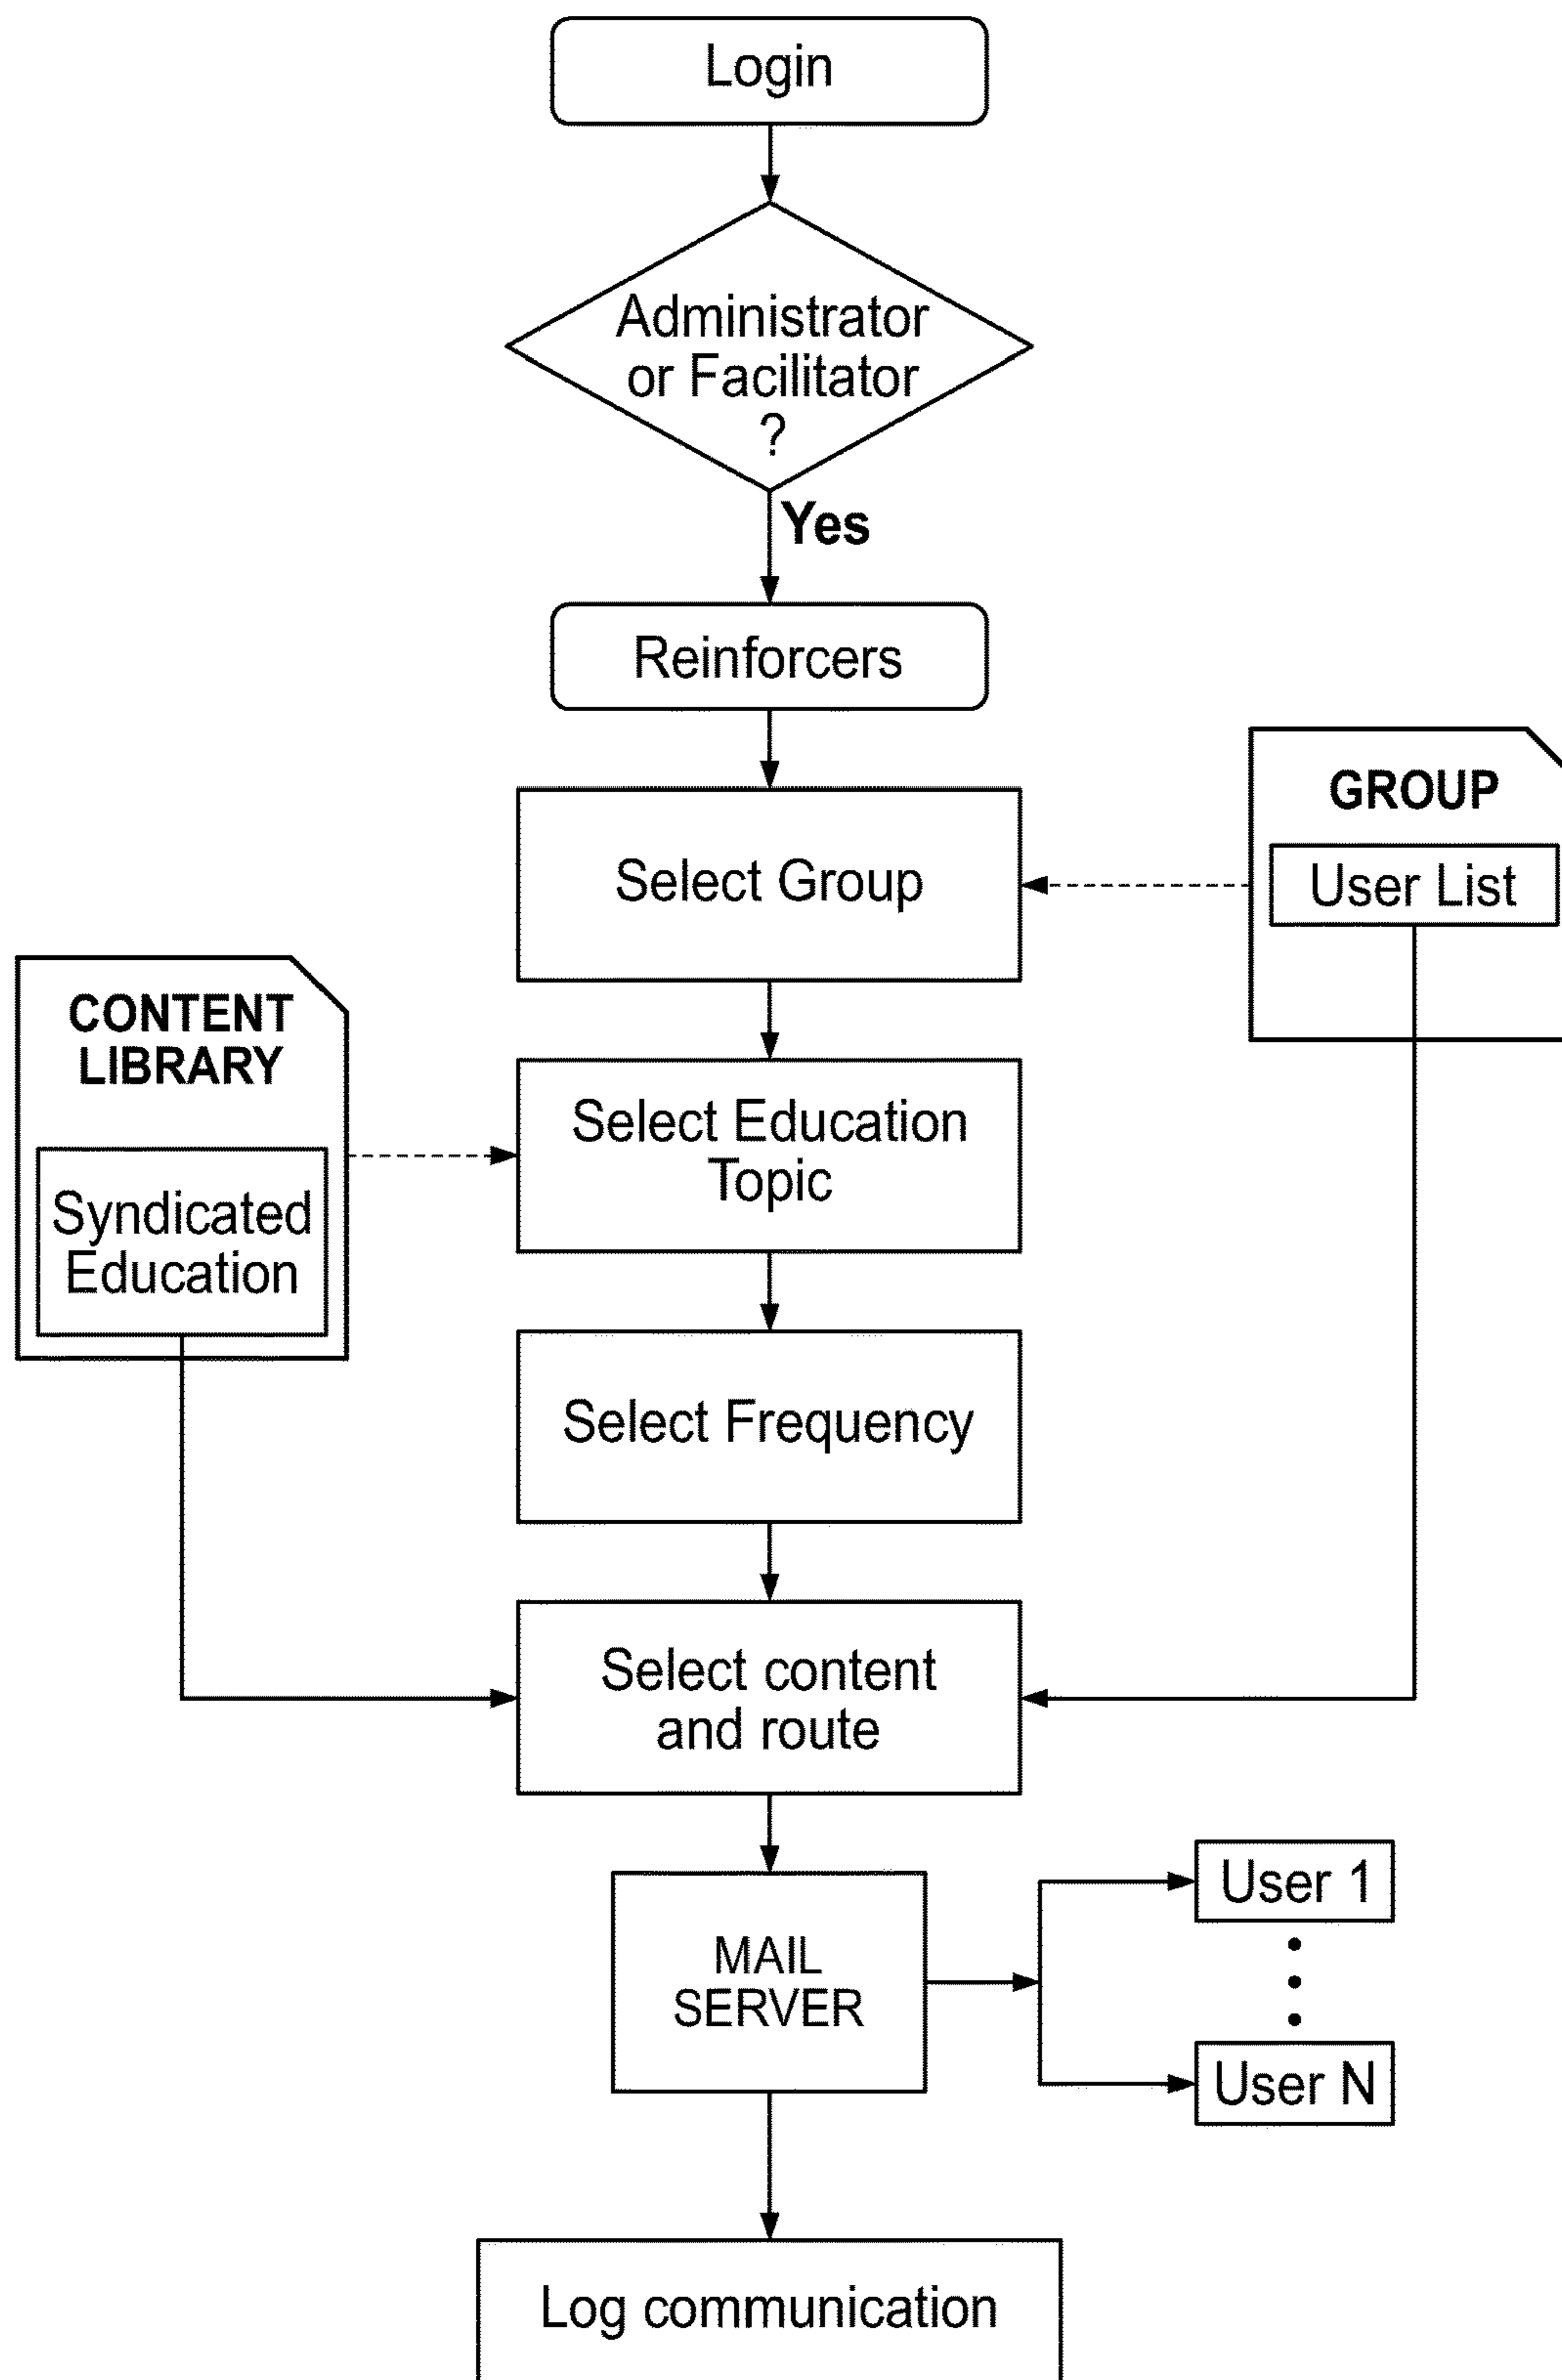 Login
Administrator
or Facilitator
?
Yes
Reinforcers
GROUP
User List
Select Group
CONTENT
LIBRARY
Syndicated
Education
Select Education
Topic
Select Frequency
Select content
and route
MAIL
SERVER
User 1
User N
Log communication